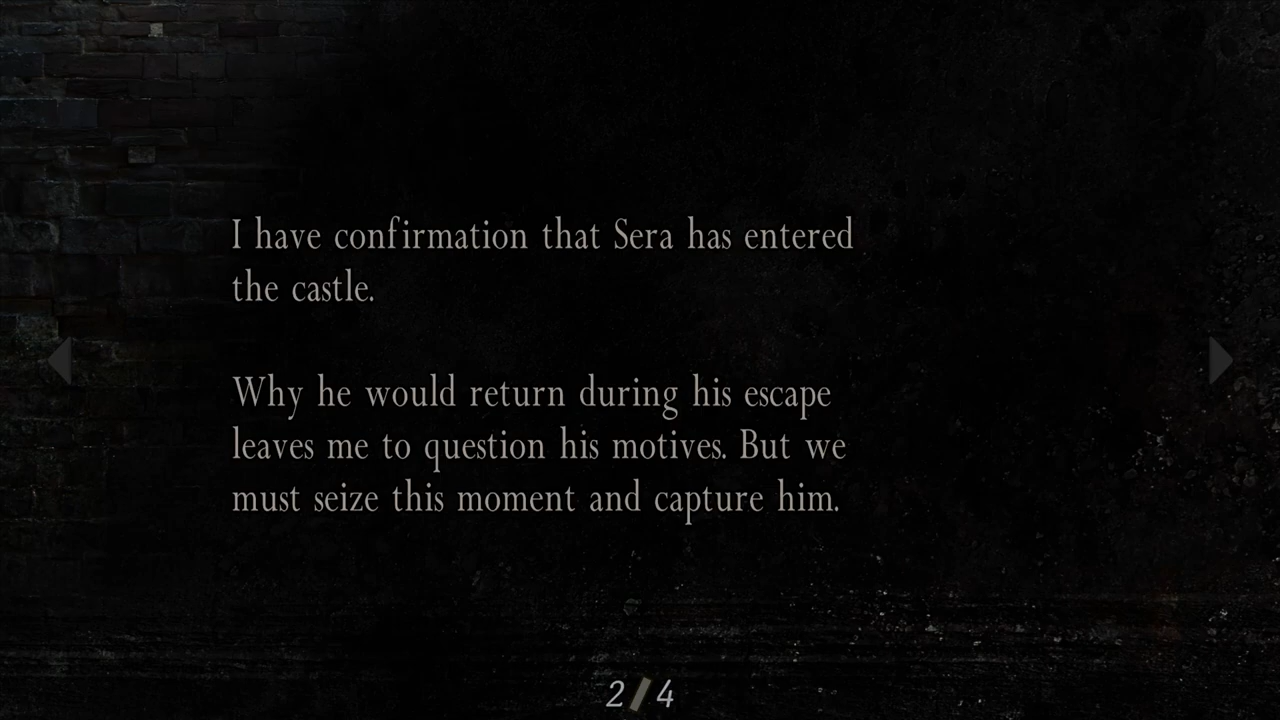 I have confirmation that Sera has entered
the castle.
Why he would return during his escape
leaves me to question his motives. But we
must seize this moment and capture him.
2/4